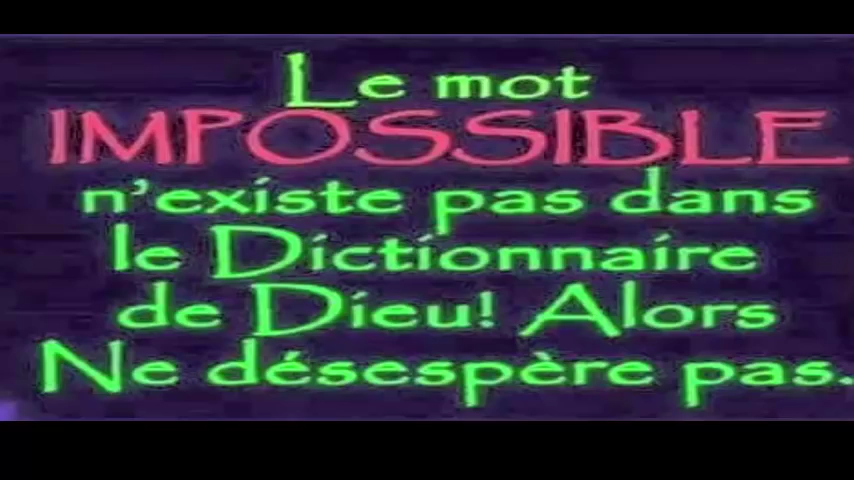 Le mot
IMPOSSIBLE
n'existe pas dans
le Dictionnaire
de Dieu! Alors
Ne désespère pas.